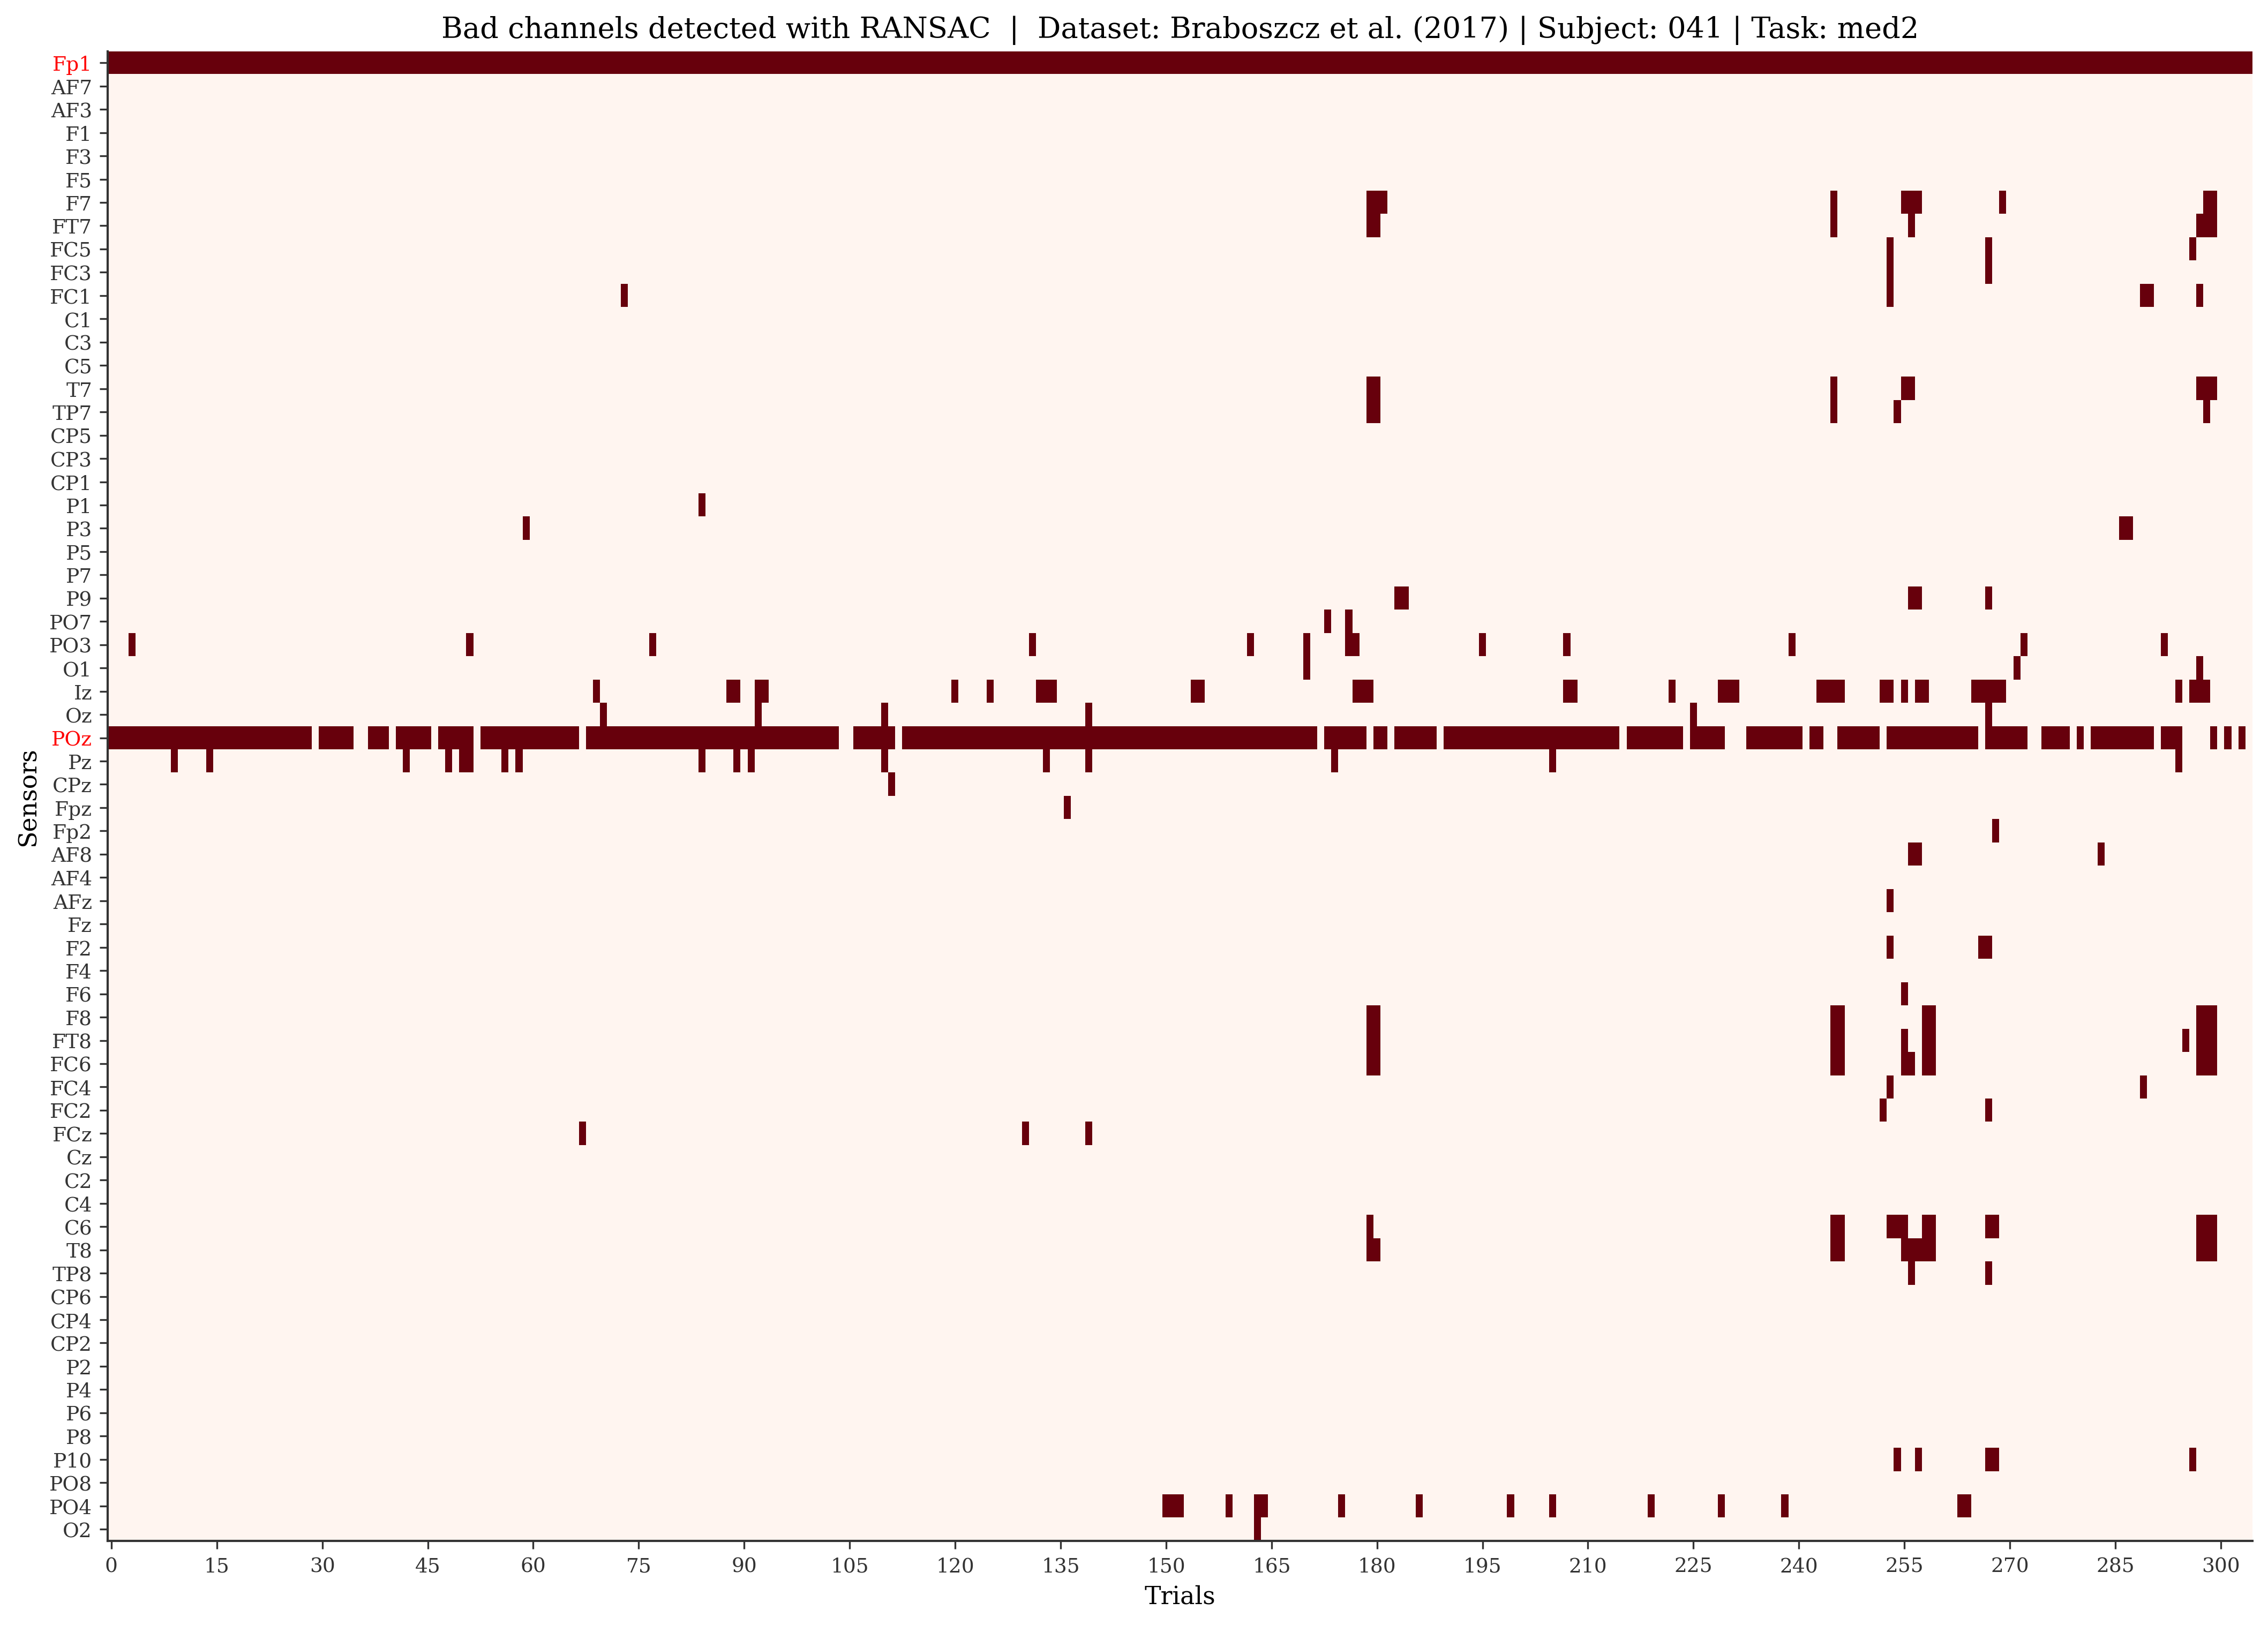 Bad channels detected with RANSAC | Dataset: Braboszcz et al. (2017) | Subject: 041 | Task: med2
Sensors
Fp1
AF7
AF3
F1
F3
F5
F7
FT7
FC5
FC3
FC1
C1
C3
C5
T7
TP7
CP5
CP3
CP1
P1
P3
P5
P7
P9
PO7
PO3
O1
Iz
Oz
POz
Pz
CPz
Fpz
Fp2
AF8
AF4
AFz
Fz
F2
F4
F6
F8
FT8
FC6
FC4
FC2
FCz
Cz
C2
C4
C6
T8
TP8
CP6
CP4
CP2
P2
P4
P6
P8
P10
PO8
PO4
O2
0 15 30 45 60 75 90 105 120 135 150 165 180 195 210 225 240 255 270 285 300
Trials